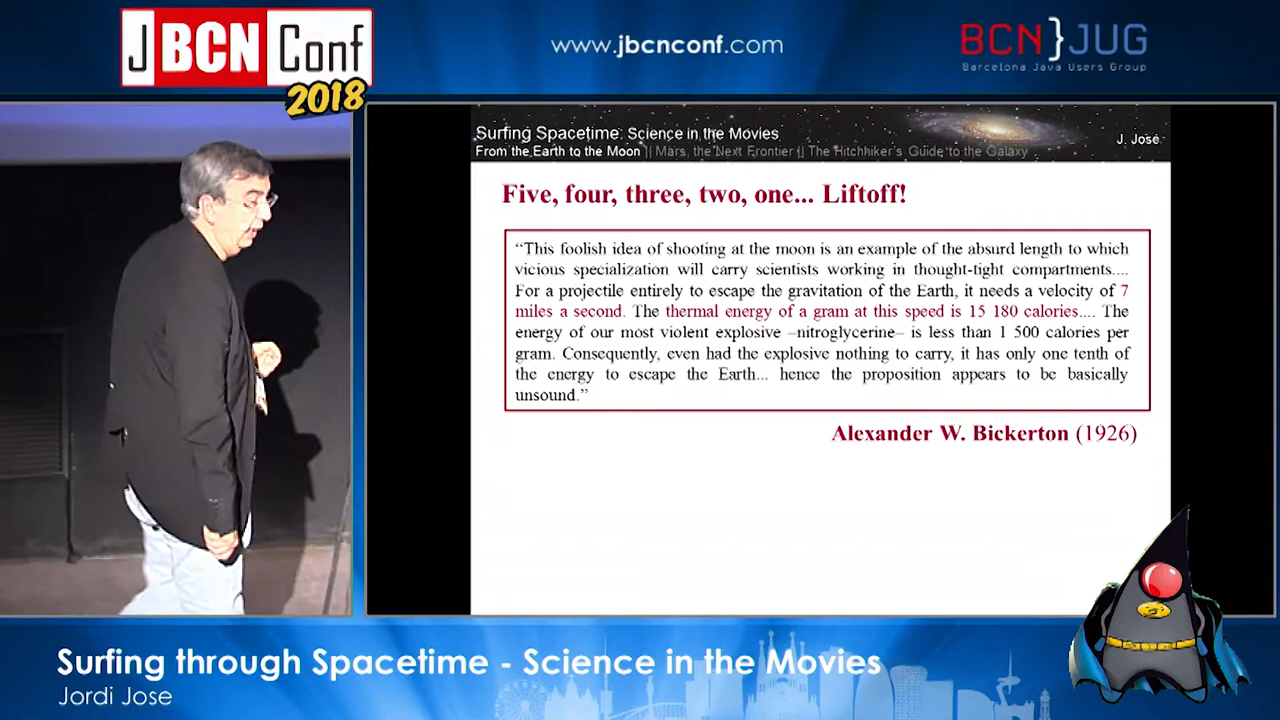 JBCNConf
2018
www.jbcnconf.com
BCN}JUG
Barcelona Java Users Group
Surfing Spacetime: Science in the Movies
J. José
From the Earth to the Moon || Mars, the Next Frontier || The Hitchhiker's Guide to the Galaxy
Five, four, three, two, one... Liftoff!
“This foolish idea of shooting at the moon is an example of the absurd length to which
vicious specialization will carry scientists working in thought-tight compartments....
For a projectile entirely to escape the gravitation of the Earth, it needs a velocity of 7
miles a second. The thermal energy of a gram at this speed is 15 180 calories.... The
energy of our most violent explosive –nitroglycerine– is less than 1 500 calories per
gram. Consequently, even had the explosive nothing to carry, it has only one tenth of
the energy to escape the Earth... hence the proposition appears to be basically
unsound.”
Alexander W. Bickerton (1926)
Surfing through Spacetime - Science in the Movies
Jordi Jose